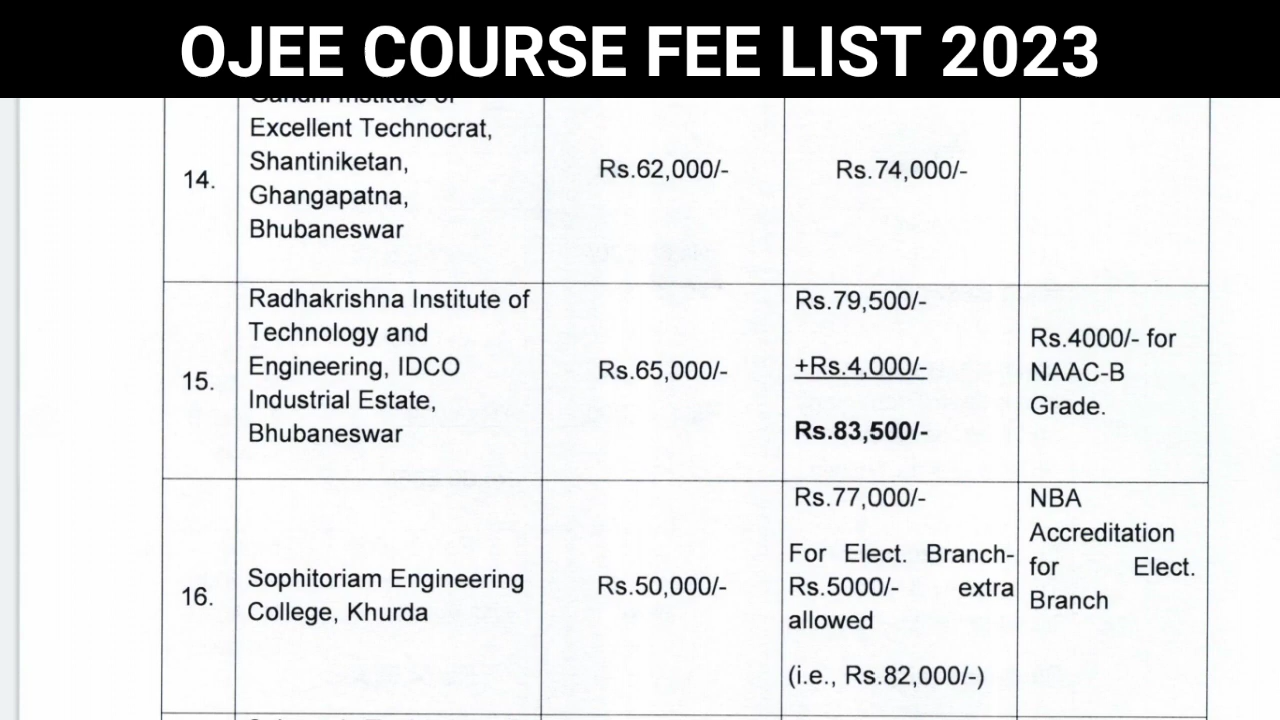 OJEE COURSE FEE LIST 2023
Gandhi Institute of
Excellent Technocrat,
Shantiniketan,
Ghangapatna,
Bhubaneswar
14.
Rs.62,000/-
Rs.74,000/-
15.
Radhakrishna Institute of
Technology and
Engineering, IDCO
Industrial Estate,
Bhubaneswar
Rs.65,000/-
Rs.79,500/-
+Rs.4,000/-
Rs.83,500/-
Rs.4000/- for
NAAC-B
Grade.
16.
Sophitoriam Engineering
College, Khurda
Rs.50,000/-
Rs.77,000/-
For Elect. Branch-
Rs.5000/- extra
allowed
(i.e., Rs.82,000/-)
NBA
Accreditation
for Elect.
Branch